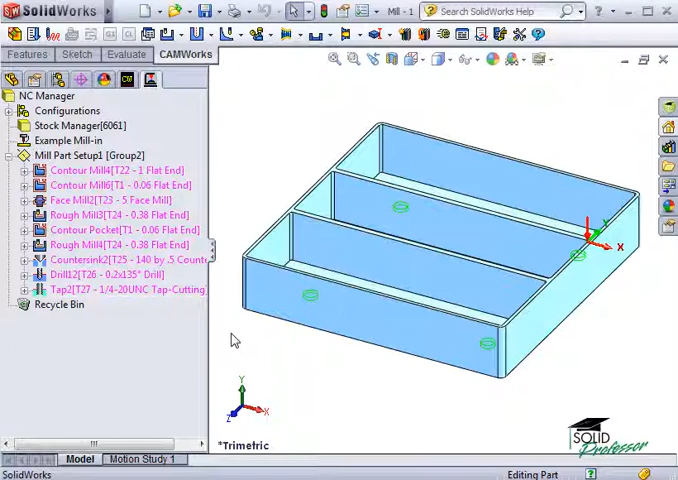 SolidWorks
Mill - 1
Search SolidWorks
Features
Sketch
Evaluate
CAMWorks
NC Manager
Configurations
Stock Manager[6061]
Example Mill-in
Mill Part Setup1 [Group2]
Contour Mill4[T22 - 1 Flat End]
Contour Mill6[T1 - 0.06 Flat End]
Face Mill2[T23 - 5 Face Mill]
Rough Mill3[T24 - 0.38 Flat End]
Contour Pocket[T1 - 0.06 Flat End]
Rough Mill4[T24 - 0.38 Flat End]
Countersink2[T25 - 140 by .5 Counte
Drill12[T26 - 0.2x135° Drill]
Tap2[T27 - 1/4-20UNC Tap-Cutting]
Recycle Bin
Y
X
Y
X
Z
*Trimetric
SOLID
Professor
Model
Motion Study 1
SolidWorks
Editing Part